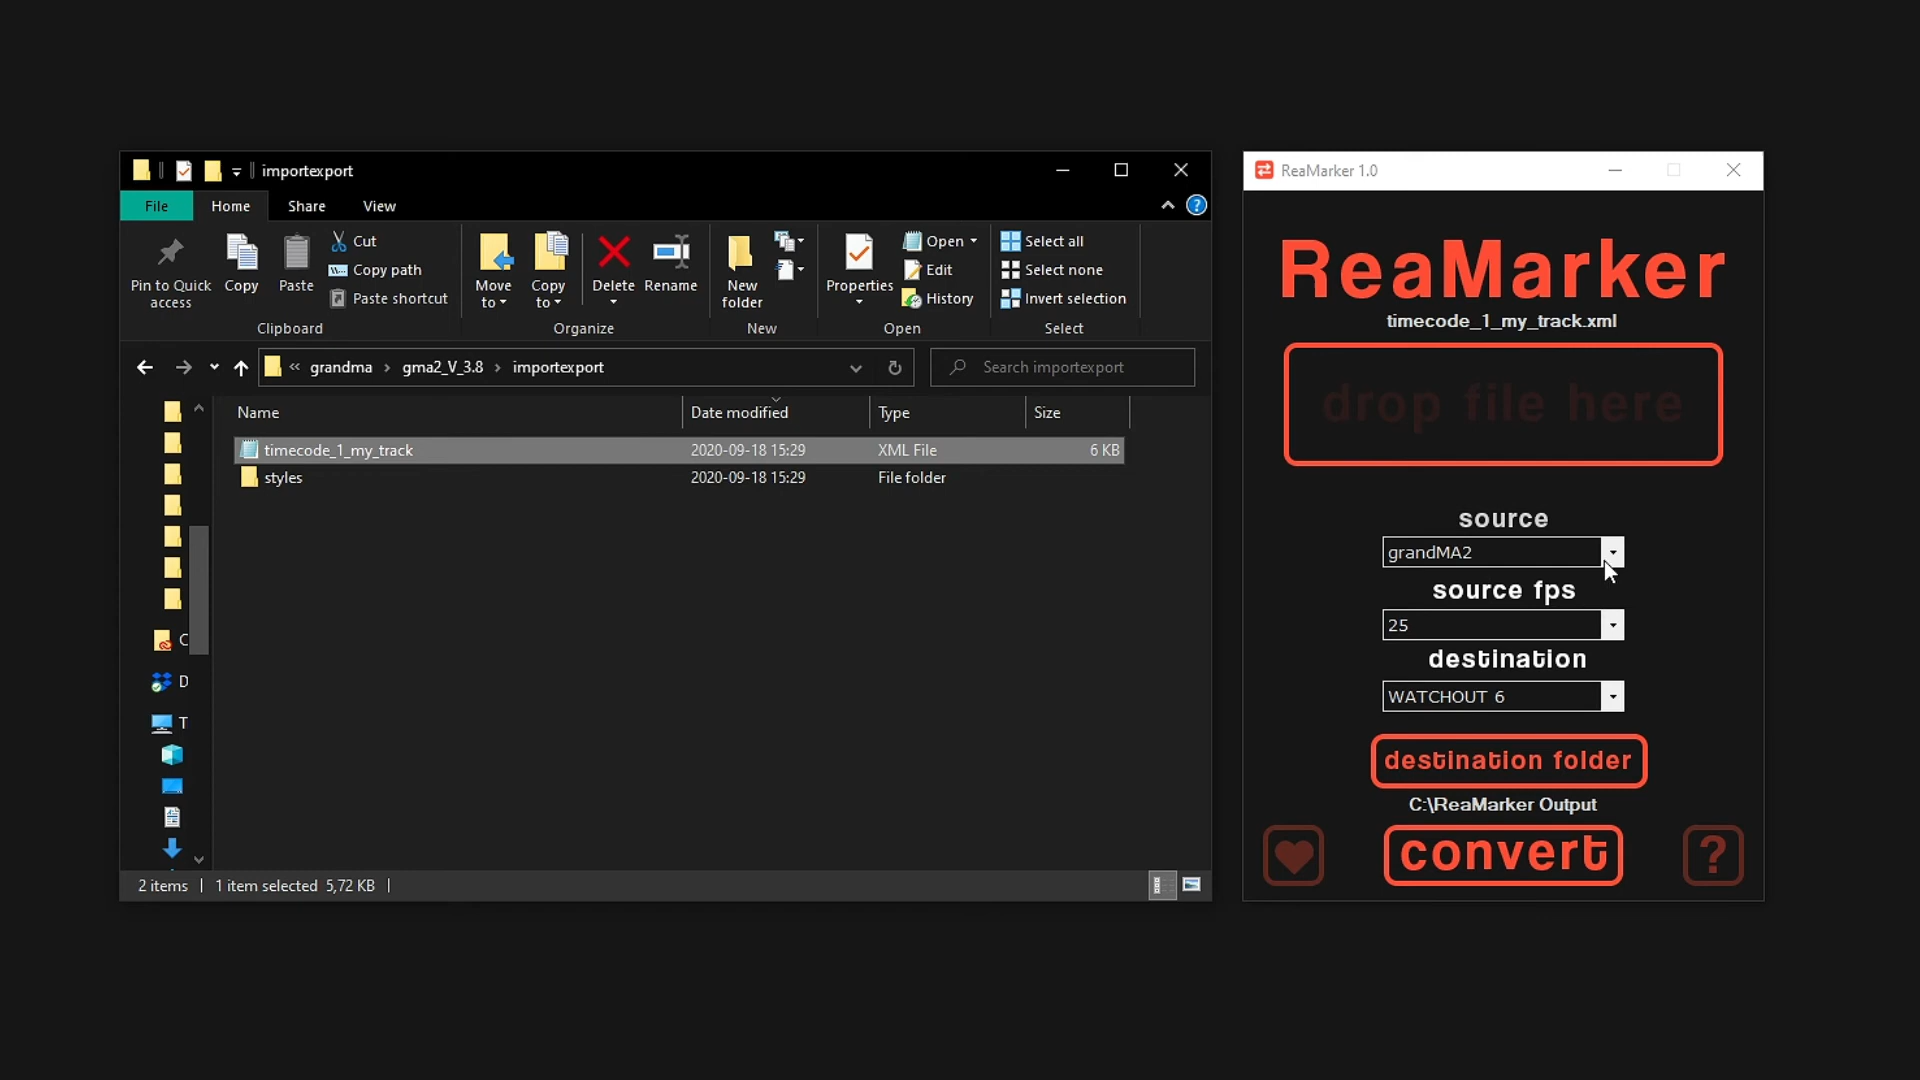 importexport
File Home Share View
Pin to Quick access
Copy
Paste
Cut
Copy path
Paste shortcut
Clipboard
Move to
Copy to
Delete
Rename
Organize
New folder
New
Properties
Open
Edit
History
Open
Select all
Select none
Invert selection
Select
« grandma › gma2_V_3.8 › importexport
Search importexport
Name Date modified Type Size
timecode_1_my_track 2020-09-18 15:29 XML File 6 KB
styles 2020-09-18 15:29 File folder
C
D
T
2 items | 1 item selected 5,72 KB |
ReaMarker 1.0
ReaMarker
timecode_1_my_track.xml
drop file here
source
grandMA2
source fps
25
destination
WATCHOUT 6
destination folder
C:\ReaMarker Output
convert
?